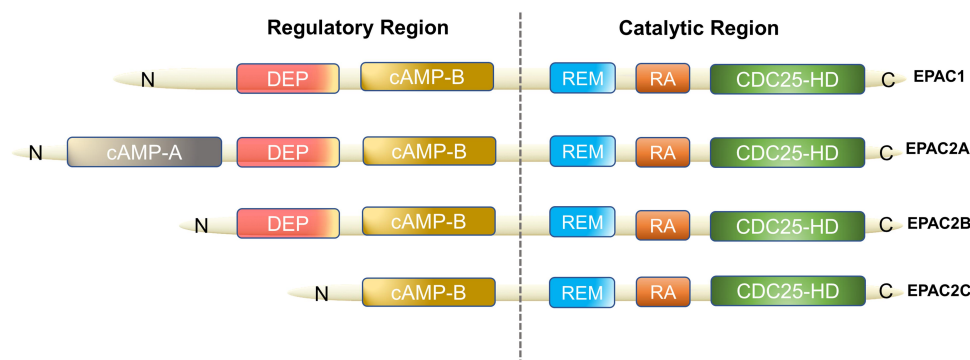 Regulatory Region Catalytic Region
N DEP cAMP-B REM RA CDC25-HD C EPAC1
N cAMP-A DEP cAMP-B REM RA CDC25-HD C EPAC2A
N DEP cAMP-B REM RA CDC25-HD C EPAC2B
N cAMP-B REM RA CDC25-HD C EPAC2C